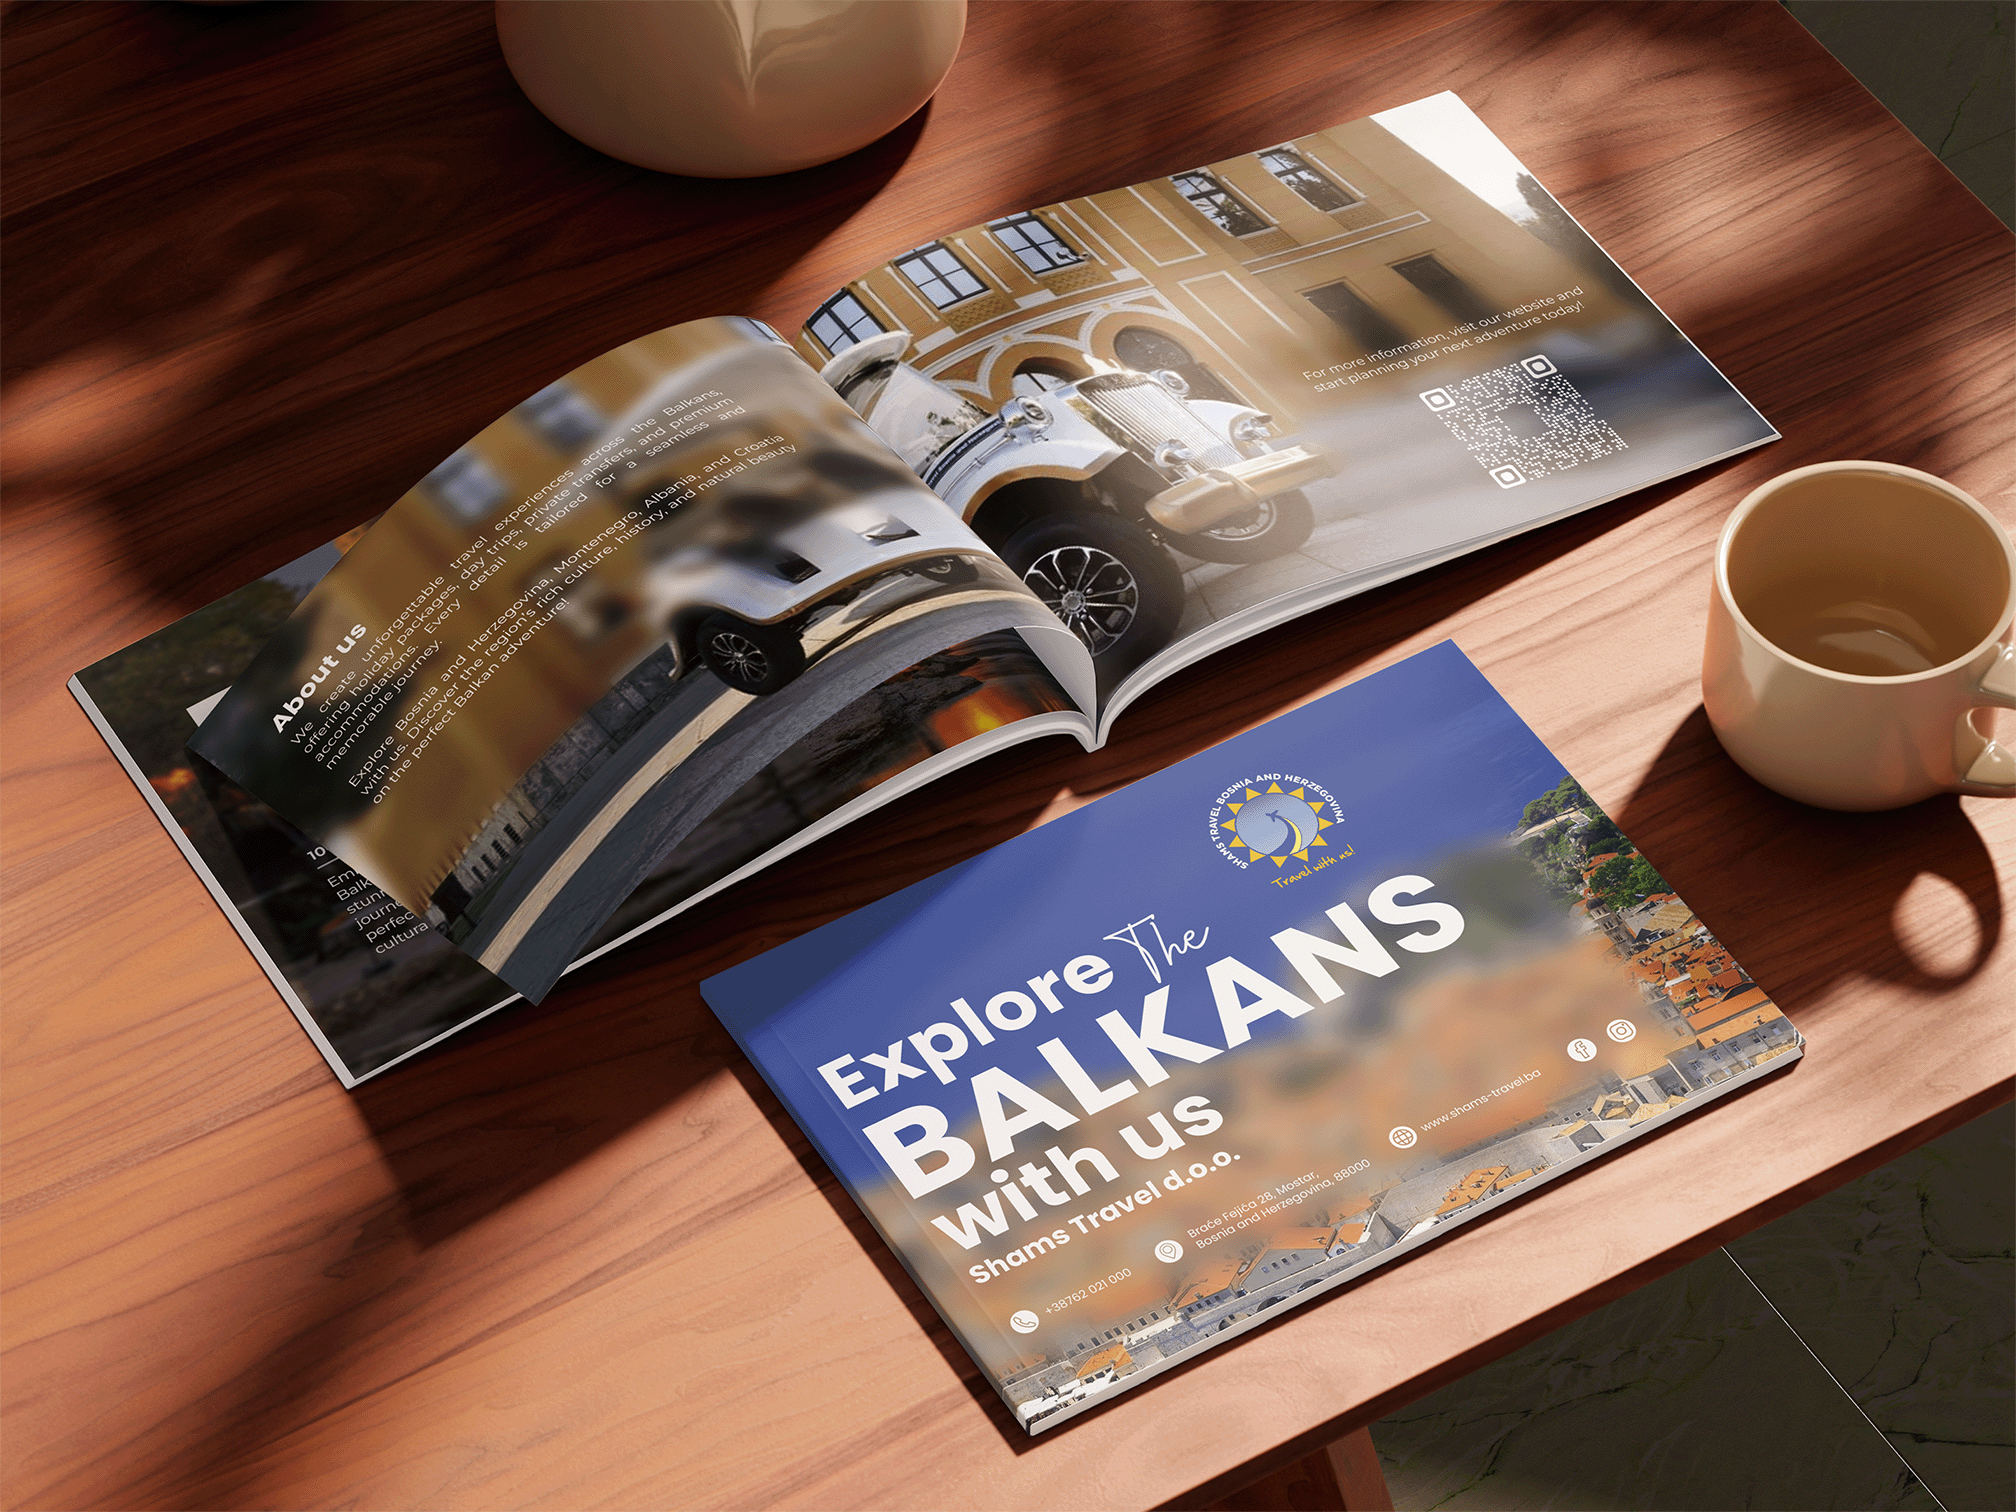 About us
We create unforgettable travel experiences across the Balkans,
offering holiday packages, day trips, private transfers, and premium
accommodations. Every detail is tailored for a seamless and
memorable journey.
Explore Bosnia and Herzegovina, Montenegro, Albania, and Croatia
with us. Discover the region's rich culture, history, and natural beauty
on the perfect Balkan adventure!
10
For more information, visit our website and
start planning your next adventure today!
SHAMS TRAVEL BOSNIA AND HERZEGOVINA
Travel with us!
Explore The
BALKANS
with us
Shams Travel d.o.o.
+38762 021 000
Braće Fejića 28, Mostar,
Bosnia and Herzegovina, 88000
www.shams-travel.ba